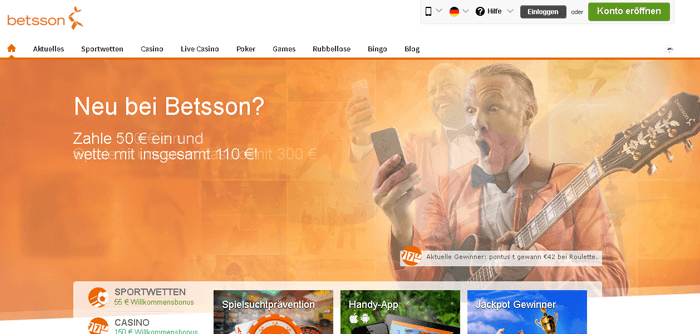 betsson
Hilfe
Einloggen
oder
Konto eröffnen
Aktuelles
Sportwetten
Casino
Live Casino
Poker
Games
Rubbellose
Bingo
Blog
Neu bei Betsson?
Zahle 50 € ein und
wette mit insgesamt 110 €!
mit 300 €
Aktuelle Gewinner: pontus t gewann €42 bei Roulette.
SPORTWETTEN
55 € Willkommensbonus
CASINO
150 € Willkommensbonus
Spielsuchtprävention
Handy-App
Jackpot Gewinner